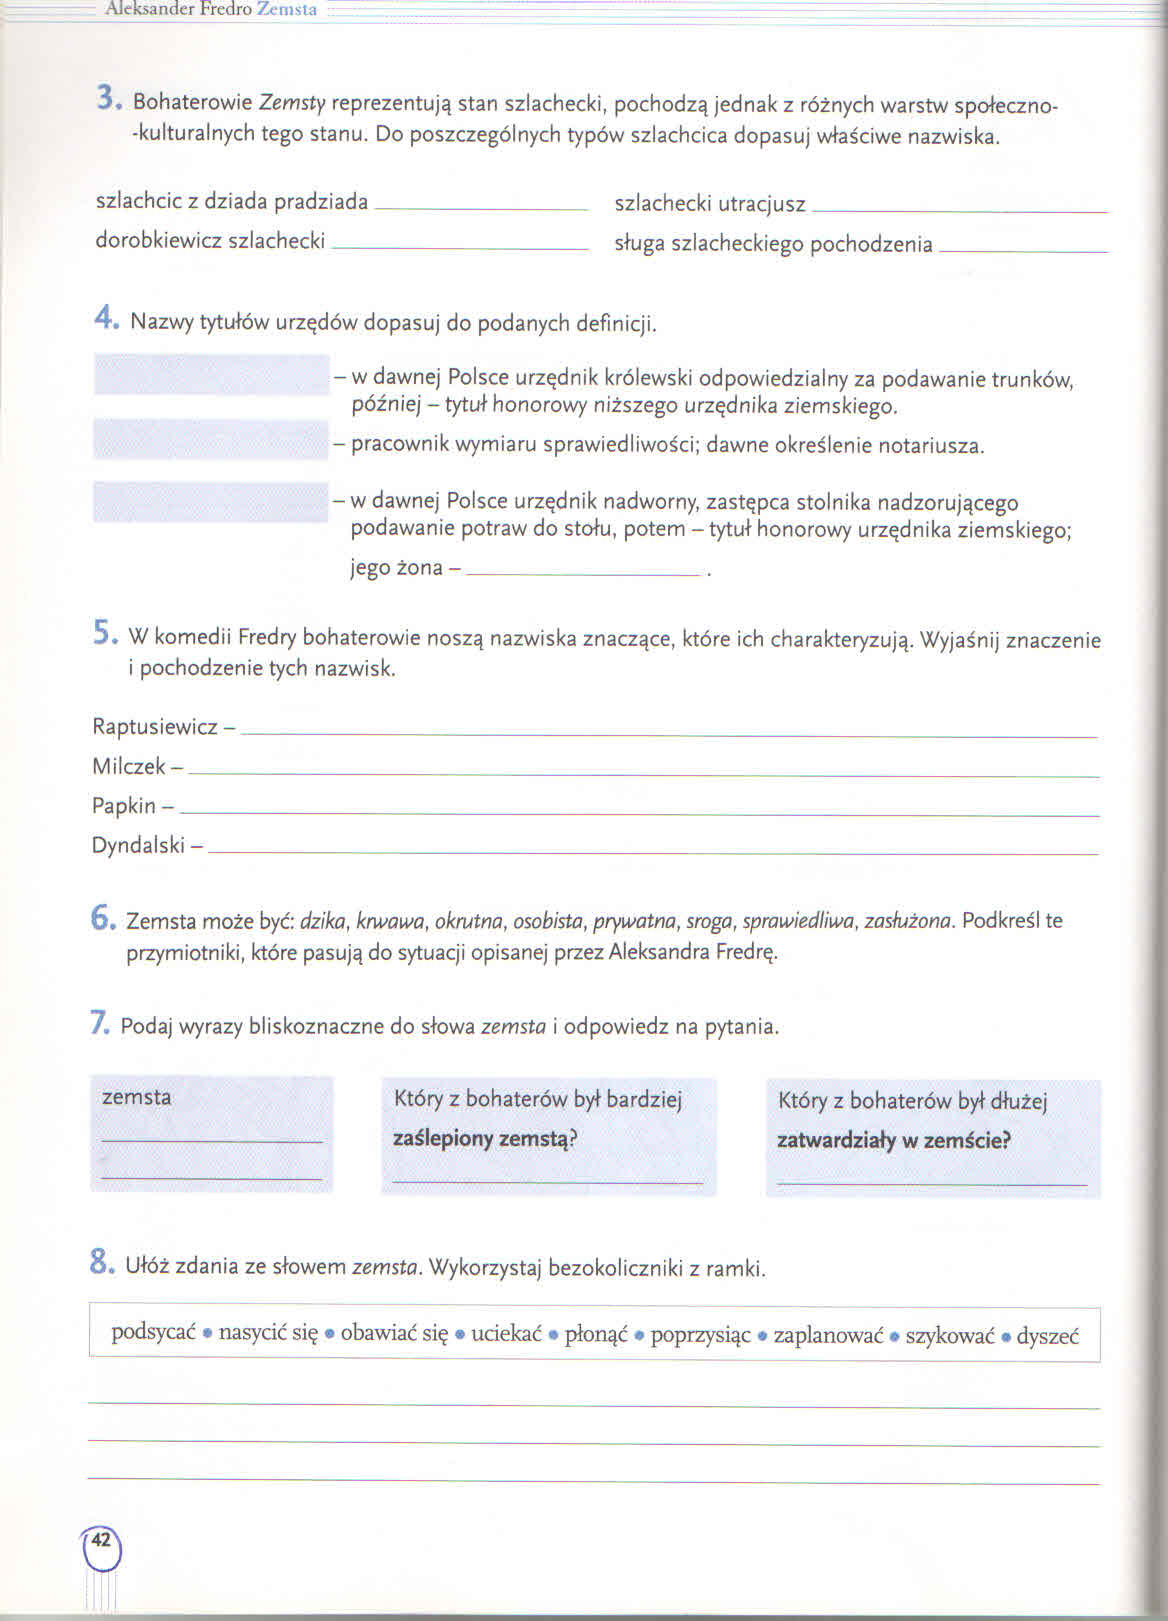 Aleksander Fredro Zemsta
3. Bohaterowie Zemsty reprezentują stan szlachecki, pochodzą jednak z różnych warstw społeczno-
-kulturalnych tego stanu. Do poszczególnych typów szlachcica dopasuj właściwe nazwiska.
szlachcic z dziada pradziada szlachecki utracjusz
dorobkiewicz szlachecki sługa szlacheckiego pochodzenia
4. Nazwy tytułów urzędów dopasuj do podanych definicji.
– w dawnej Polsce urzędnik królewski odpowiedzialny za podawanie trunków,
później – tytuł honorowy niższego urzędnika ziemskiego.
– pracownik wymiaru sprawiedliwości; dawne określenie notariusza.
– w dawnej Polsce urzędnik nadworny, zastępca stolnika nadzorującego
podawanie potraw do stołu, potem – tytuł honorowy urzędnika ziemskiego;
jego żona – .
5. W komedii Fredry bohaterowie noszą nazwiska znaczące, które ich charakteryzują. Wyjaśnij znaczenie
i pochodzenie tych nazwisk.
Raptusiewicz –
Milczek –
Papkin –
Dyndalski –
6. Zemsta może być: dzika, krwawa, okrutna, osobista, prywatna, sroga, sprawiedliwa, zasłużona. Podkreśl te
przymiotniki, które pasują do sytuacji opisanej przez Aleksandra Fredrę.
7. Podaj wyrazy bliskoznaczne do słowa zemsta i odpowiedz na pytania.
zemsta
Który z bohaterów był bardziej
zaślepiony zemstą?
Który z bohaterów był dłużej
zatwardziały w zemście?
8. Ułóż zdania ze słowem zemsta. Wykorzystaj bezokoliczniki z ramki.
podsycać • nasycić się • obawiać się • uciekać • płonąć • poprzysiąc • zaplanować • szykować • dyszeć
42